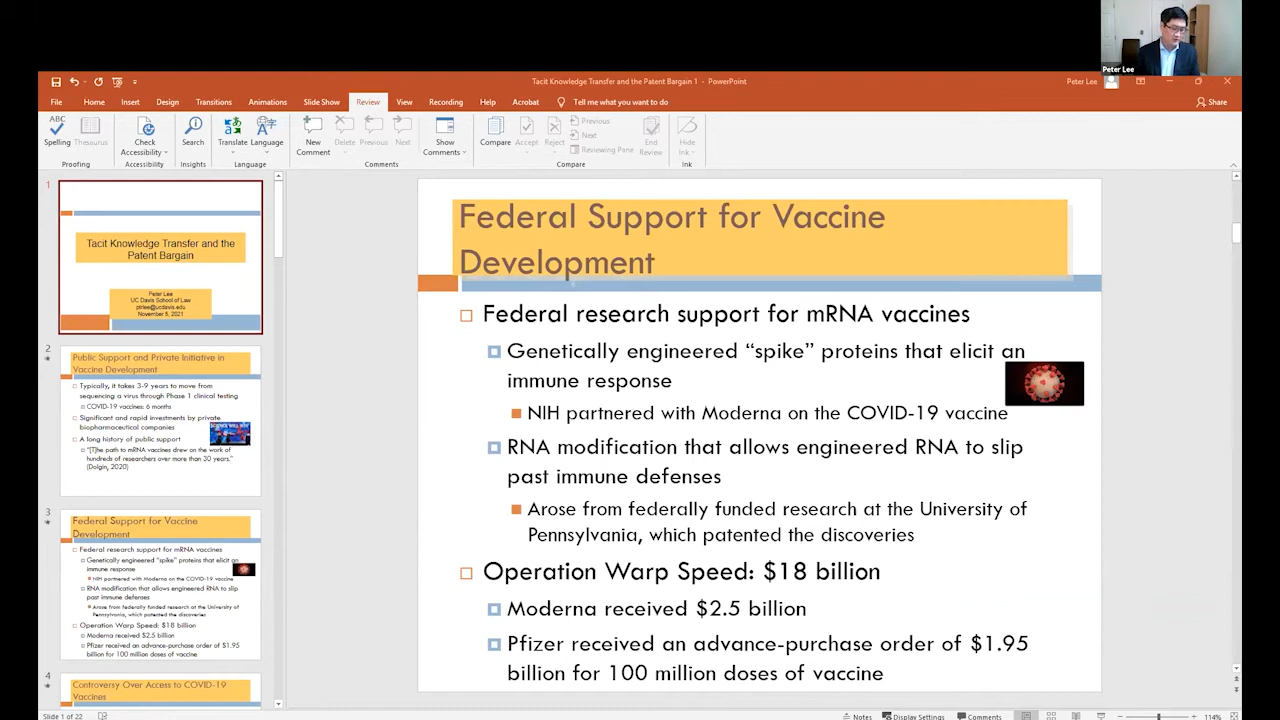 Peter Lee
Tacit Knowledge Transfer and the Patent Bargain 1 - PowerPoint
Peter Lee
File Home Insert Design Transitions Animations Slide Show Review View Recording Help Acrobat Tell me what you want to do
Share
ABC
Spelling
Thesaurus
Proofing
Check
Accessibility
Accessibility
Search
Insights
Translate
Language
Language
New
Comment
Delete
Previous
Next
Show
Comments
Comments
Compare
Accept
Reject
Previous
Next
Reviewing Pane
End
Review
Compare
Hide
Ink
Ink
1
Tacit Knowledge Transfer and the
Patent Bargain
Peter Lee
UC Davis School of Law
ptrlee@ucdavis.edu
November 5, 2021
2
Public Support and Private Initiative in
Vaccine Development
Typically, it takes 3-9 years to move from
sequencing a virus through Phase 1 clinical testing
COVID-19 vaccines: 6 months
Significant and rapid investments by private
biopharmaceutical companies
A long history of public support
"[T]he path to mRNA vaccines drew on the work of
hundreds of researchers over more than 30 years."
(Dolgin, 2020)
3
Federal Support for Vaccine
Development
Federal research support for mRNA vaccines
Genetically engineered "spike" proteins that elicit an
immune response
NIH partnered with Moderna on the COVID-19 vaccine
RNA modification that allows engineered RNA to slip
past immune defenses
Arose from federally funded research at the University of
Pennsylvania, which patented the discoveries
Operation Warp Speed: $18 billion
Moderna received $2.5 billion
Pfizer received an advance-purchase order of $1.95
billion for 100 million doses of vaccine
4
Controversy Over Access to COVID-19
Vaccines
Federal Support for Vaccine
Development
Federal research support for mRNA vaccines
Genetically engineered “spike” proteins that elicit an
immune response
NIH partnered with Moderna on the COVID-19 vaccine
RNA modification that allows engineered RNA to slip
past immune defenses
Arose from federally funded research at the University of
Pennsylvania, which patented the discoveries
Operation Warp Speed: $18 billion
Moderna received $2.5 billion
Pfizer received an advance-purchase order of $1.95
billion for 100 million doses of vaccine
Slide 1 of 22
Notes
Display Settings
Comments
114%